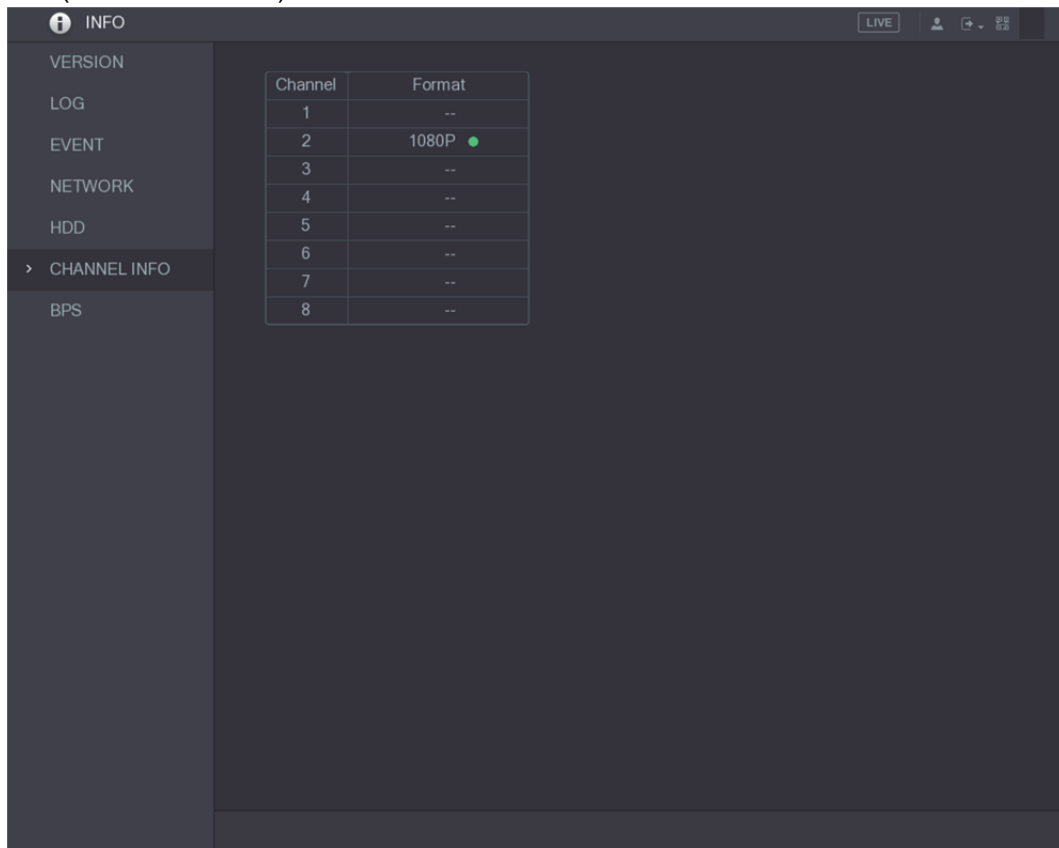 INFO
LIVE
VERSION
LOG
EVENT
NETWORK
HDD
> CHANNEL INFO
BPS
Channel Format
1 --
2 1080P
3 --
4 --
5 --
6 --
7 --
8 --